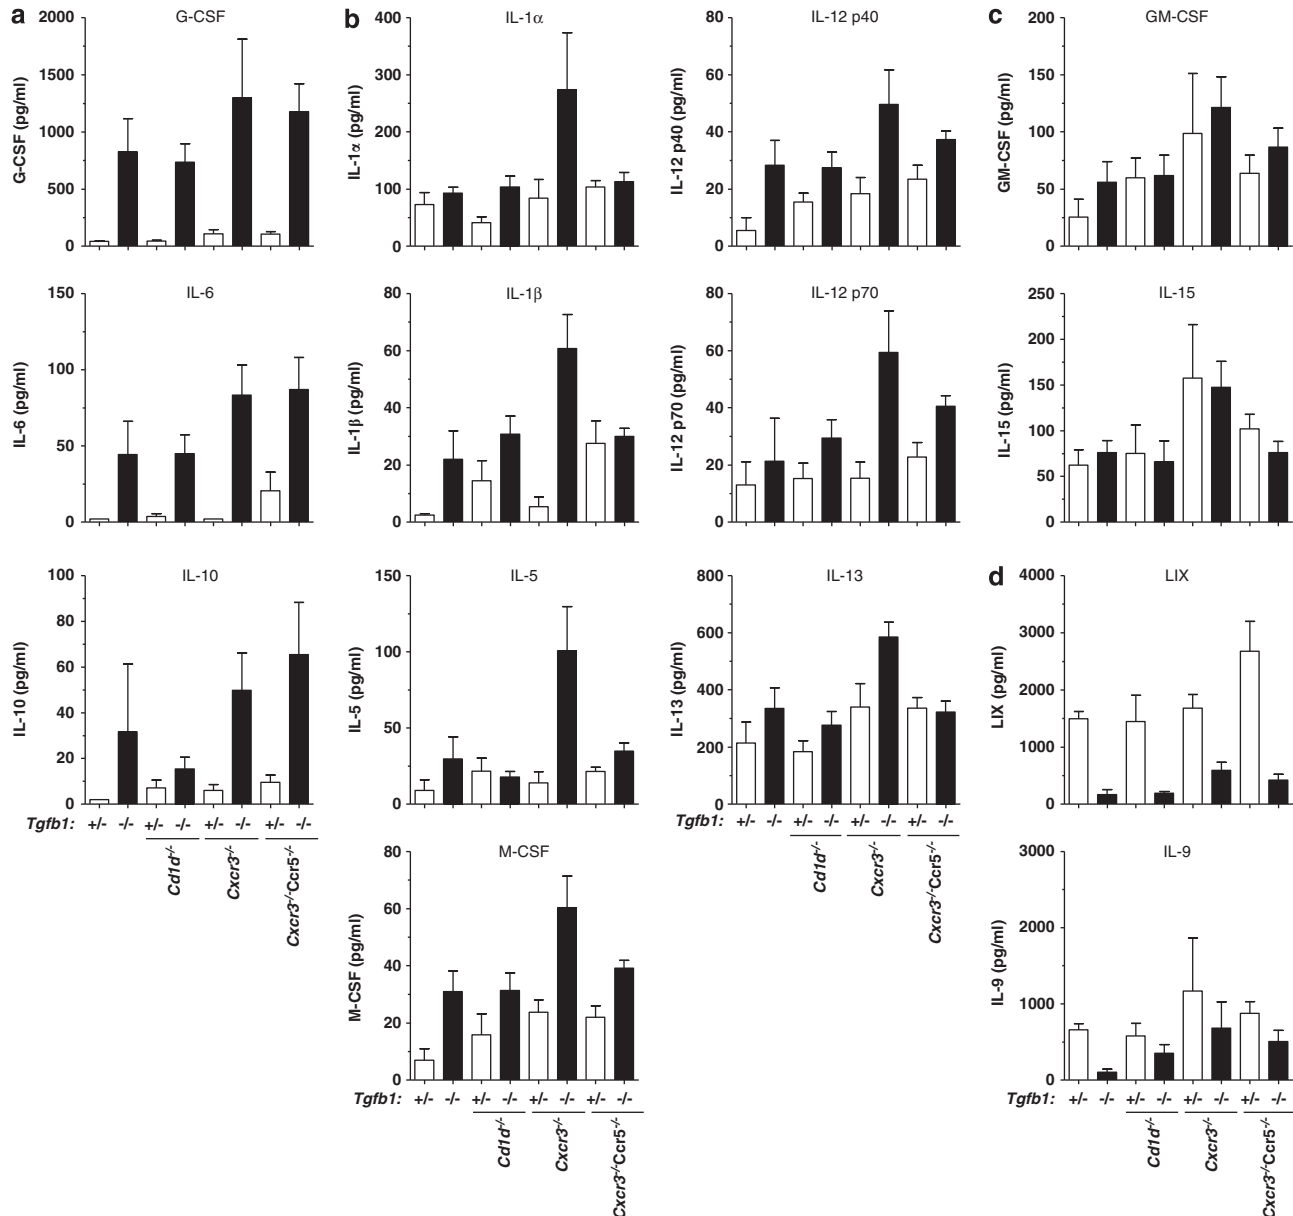 a
G-CSF
G-CSF (pg/ml)
2000
1500
1000
500
0
IL-6
IL-6 (pg/ml)
150
100
50
0
IL-10
IL-10 (pg/ml)
100
80
60
40
20
0
Tgfb1: +/- -/- +/- -/- +/- -/- +/- -/-
Cd1d-/-
Cxcr3-/-
Cxcr3-/-Ccr5-/-
b
IL-1α
IL-1α (pg/ml)
400
300
200
100
0
IL-1β
IL-1β (pg/ml)
80
60
40
20
0
IL-5
IL-5 (pg/ml)
150
100
50
0
M-CSF
M-CSF (pg/ml)
80
60
40
20
0
Tgfb1: +/- -/- +/- -/- +/- -/- +/- -/-
Cd1d-/-
Cxcr3-/-
Cxcr3-/-Ccr5-/-
IL-12 p40
IL-12 p40 (pg/ml)
80
60
40
20
0
IL-12 p70
IL-12 p70 (pg/ml)
80
60
40
20
0
IL-13
IL-13 (pg/ml)
800
600
400
200
0
Tgfb1: +/- -/- +/- -/- +/- -/- +/- -/-
Cd1d-/-
Cxcr3-/-
Cxcr3-/-Ccr5-/-
c
GM-CSF
GM-CSF (pg/ml)
200
150
100
50
0
IL-15
IL-15 (pg/ml)
250
200
150
100
50
0
d
LIX
LIX (pg/ml)
4000
3000
2000
1000
0
IL-9
IL-9 (pg/ml)
3000
2000
1000
0
Tgfb1: +/- -/- +/- -/- +/- -/- +/- -/-
Cd1d-/-
Cxcr3-/-
Cxcr3-/-Ccr5-/-